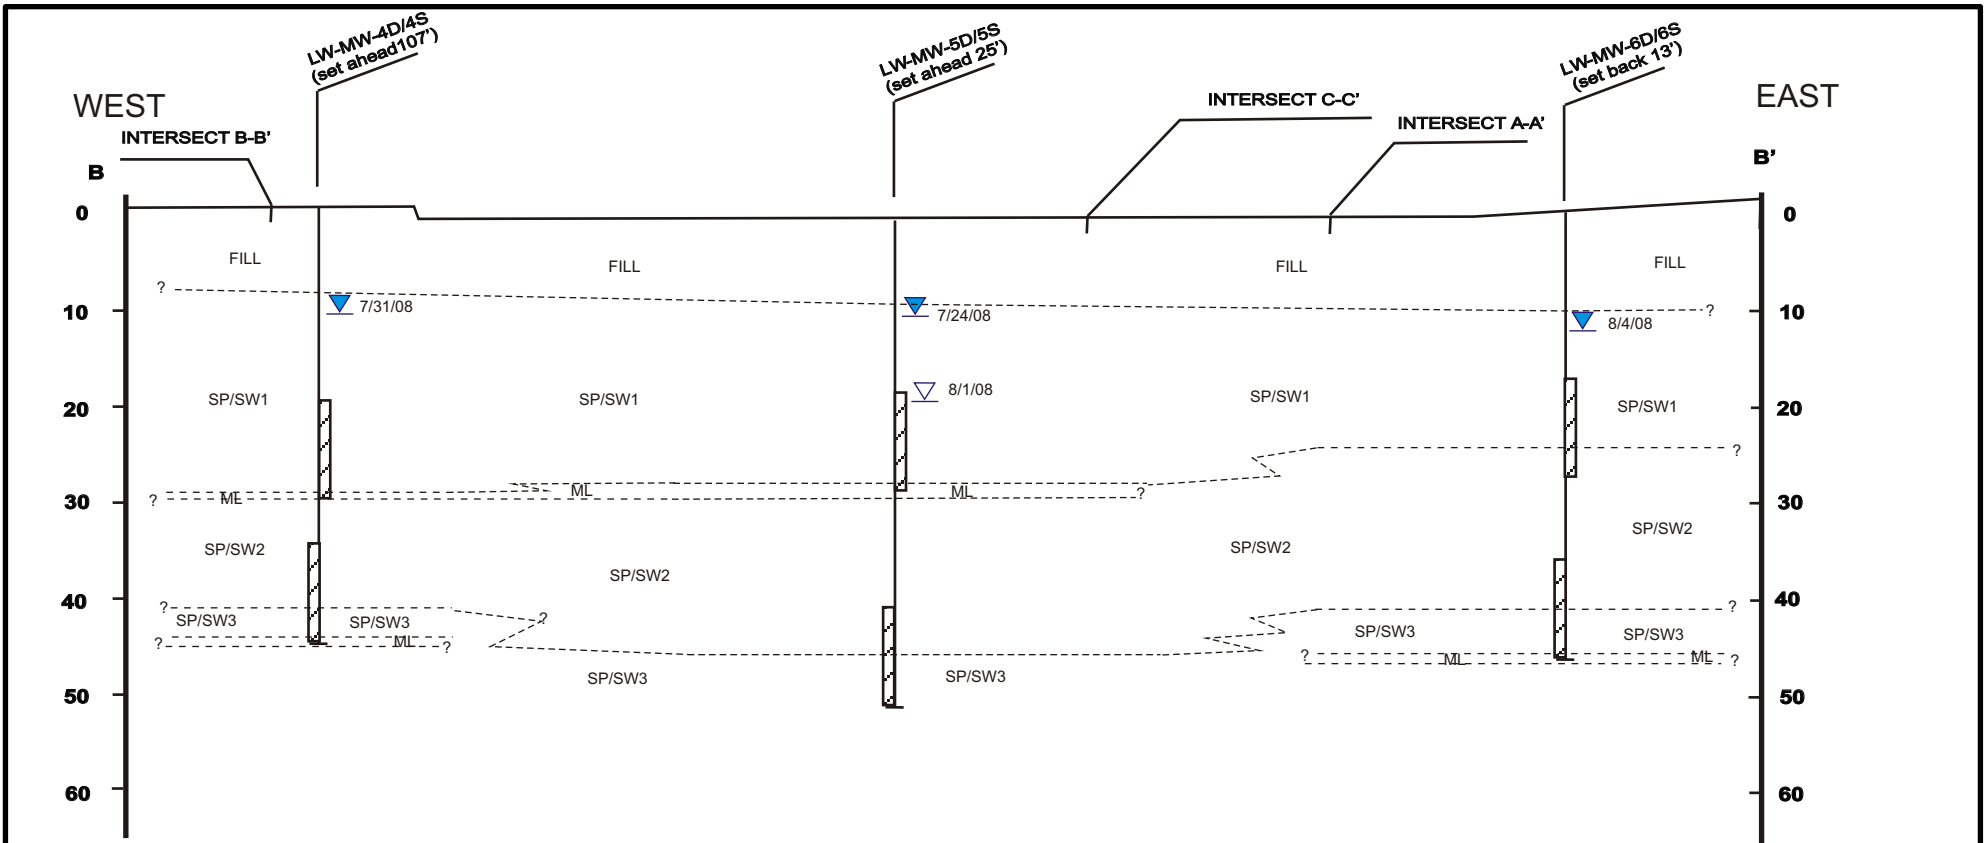 LW-MW-4D/4S
(set ahead107')
LW-MW-5D/5S
(set ahead 25')
LW-MW-6D/6S
(set back 13')
WEST
EAST
INTERSECT B-B'
INTERSECT C-C'
INTERSECT A-A'
B
B'
0
0
FILL
FILL
FILL
FILL
?
7/31/08
7/24/08
8/4/08
?
10
10
8/1/08
SP/SW1
SP/SW1
SP/SW1
SP/SW1
20
20
?
?
ML
ML
ML
?
30
30
SP/SW2
SP/SW2
SP/SW2
SP/SW2
40
40
?
?
?
SP/SW3
SP/SW3
SP/SW3
SP/SW3
?
ML
?
?
ML
ML
?
SP/SW3
SP/SW3
50
50
60
60